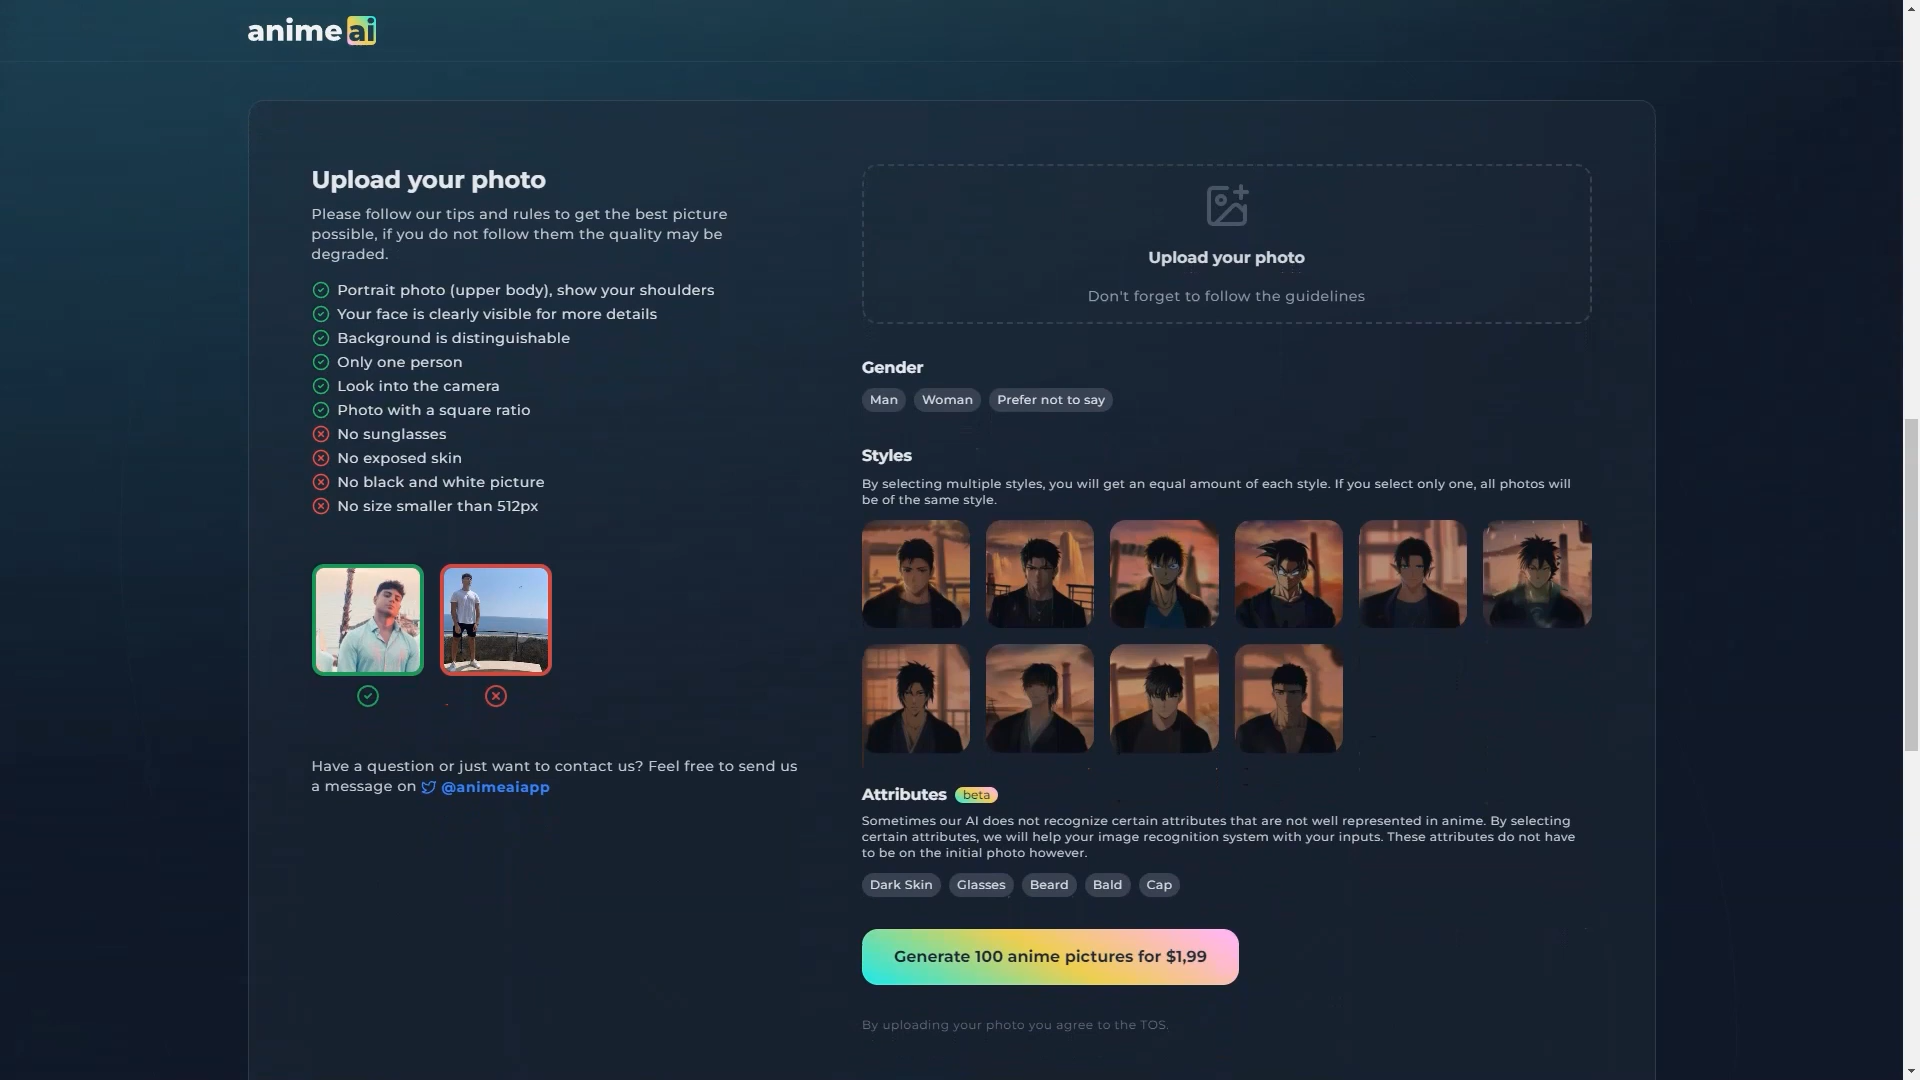 anime ai
Upload your photo
Please follow our tips and rules to get the best picture
possible, if you do not follow them the quality may be
degraded.
Portrait photo (upper body), show your shoulders
Your face is clearly visible for more details
Background is distinguishable
Only one person
Look into the camera
Photo with a square ratio
No sunglasses
No exposed skin
No black and white picture
No size smaller than 512px
Have a question or just want to contact us? Feel free to send us
a message on @animeaiapp
Upload your photo
Don't forget to follow the guidelines
Gender
Man Woman Prefer not to say
Styles
By selecting multiple styles, you will get an equal amount of each style. If you select only one, all photos will
be of the same style.
Attributes beta
Sometimes our AI does not recognize certain attributes that are not well represented in anime. By selecting
certain attributes, we will help your image recognition system with your inputs. These attributes do not have
to be on the initial photo however.
Dark Skin Glasses Beard Bald Cap
Generate 100 anime pictures for $1,99
By uploading your photo you agree to the TOS.